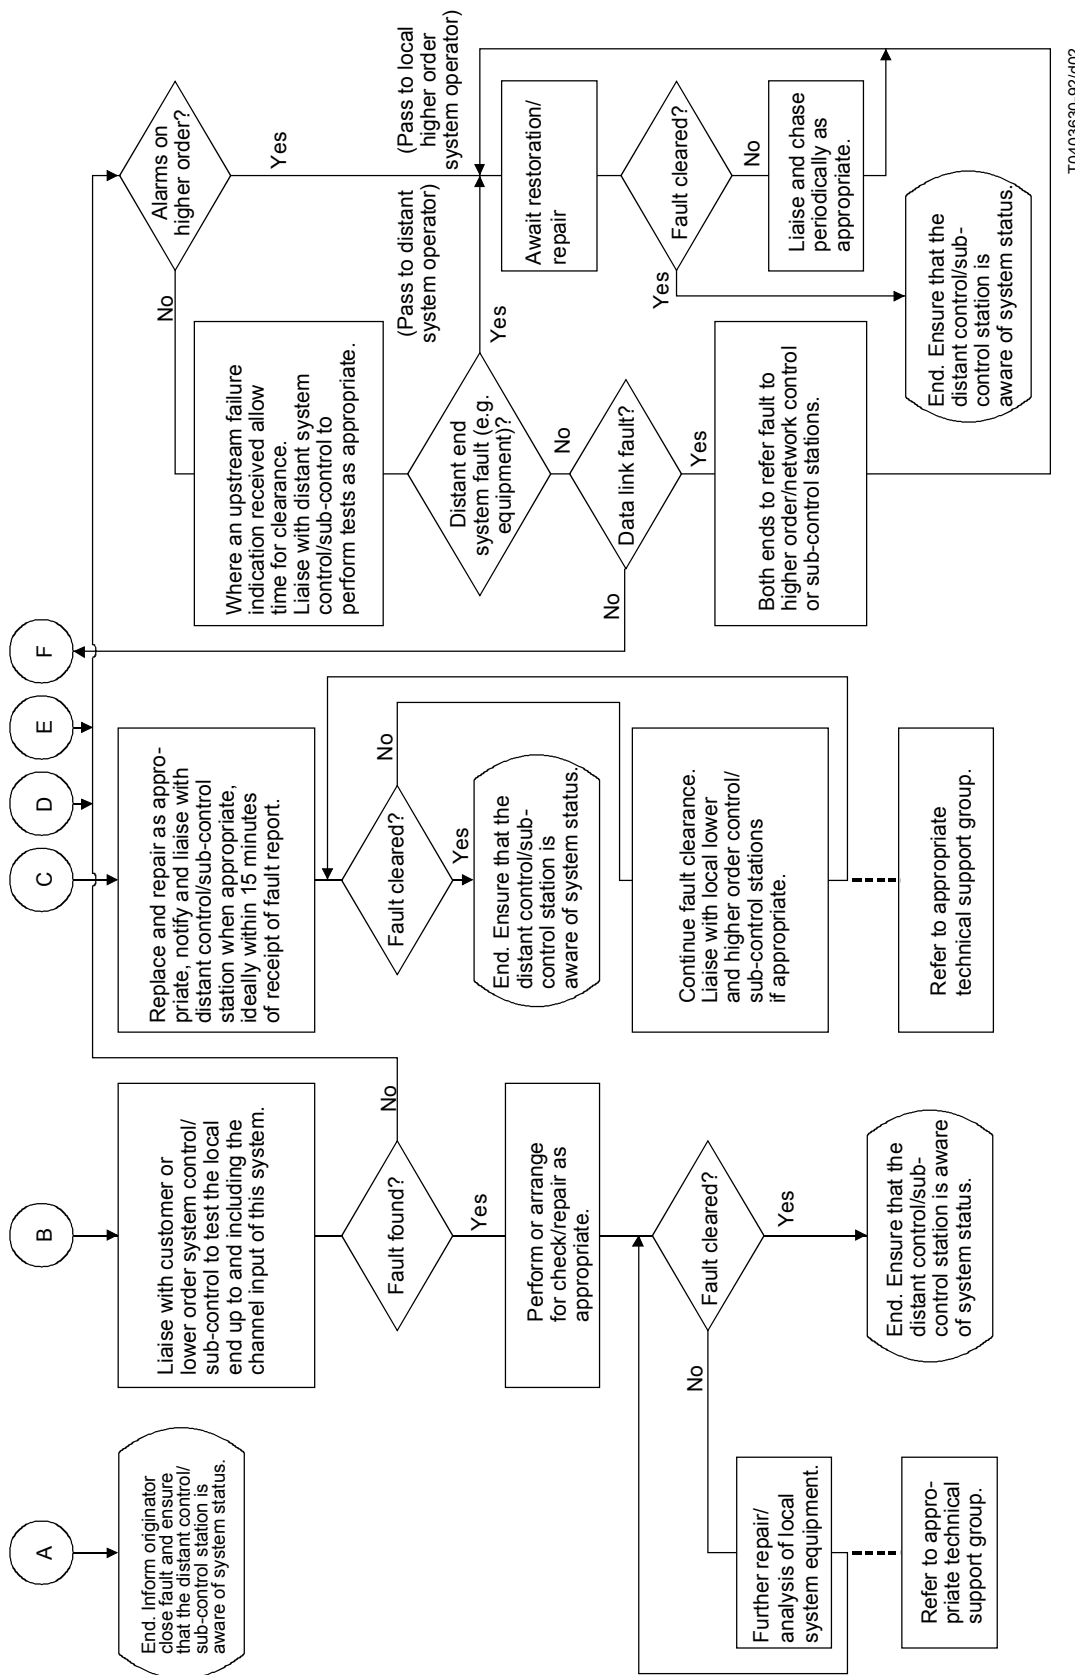 A
End. Inform originator
close fault and ensure
that the distant control/
sub-control station is
aware of system status.
B
Liaise with customer or
lower order system control/
sub-control to test the local
end up to and including the
channel input of this system.
Fault found?
No
Yes
Perform or arrange
for check/repair as
appropriate.
Fault cleared?
No
Yes
Further repair/
analysis of local
system equipment.
Refer to appro-
priate technical
support group.
End. Ensure that the
distant control/sub-
control station is aware
of system status.
C
D
E
F
Replace and repair as appro-
priate, notify and liaise with
distant control/sub-control
station when appropriate,
ideally within 15 minutes
of receipt of fault report.
Fault cleared?
No
Yes
End. Ensure that the
distant control/sub-
control station is
aware of system status.
Continue fault clearance.
Liaise with local lower
and higher order control/
sub-control stations
if appropriate.
Refer to appropriate
technical support group.
Alarms on
higher order?
No
Yes
Where an upstream failure
indication received allow
time for clearance.
Liaise with distant system
control/sub-control to
perform tests as appropriate.
(Pass to distant
system operator)
(Pass to local
higher order
system operator)
Distant end
system fault (e.g.
equipment)?
Yes
No
Data link fault?
No
Yes
Both ends to refer fault to
higher order/network control
or sub-control stations.
Await restoration/
repair
Fault cleared?
Yes
No
Liaise and chase
periodically as
appropriate.
End. Ensure that the
distant control/sub-
control station is
aware of system status.
T0403630-92/d02